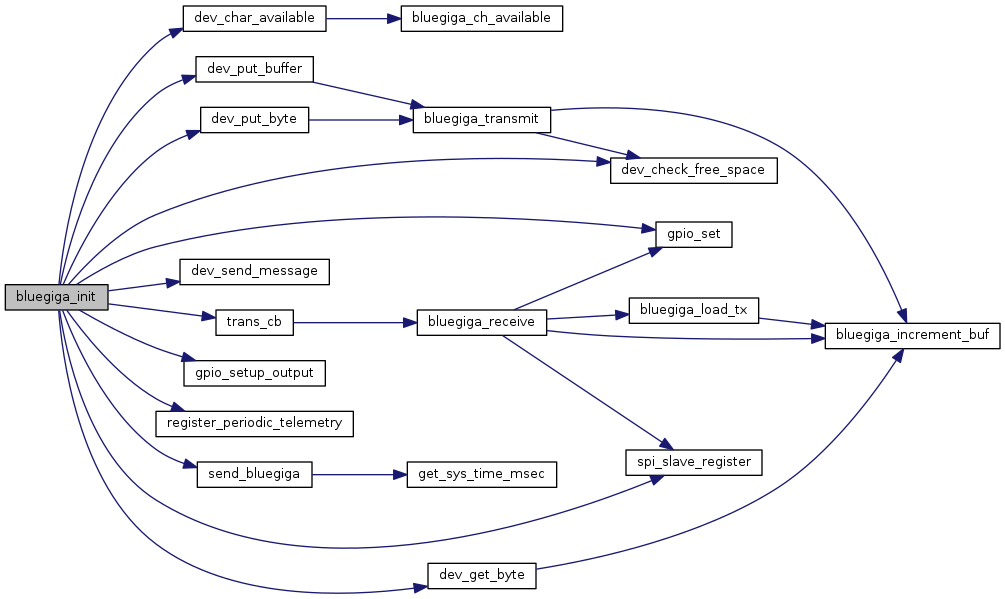 dev_char_available
bluegiga_ch_available
dev_put_buffer
dev_put_byte
bluegiga_transmit
dev_check_free_space
gpio_set
dev_send_message
bluegiga_init
trans_cb
bluegiga_receive
bluegiga_load_tx
bluegiga_increment_buf
gpio_setup_output
register_periodic_telemetry
send_bluegiga
get_sys_time_msec
spi_slave_register
dev_get_byte